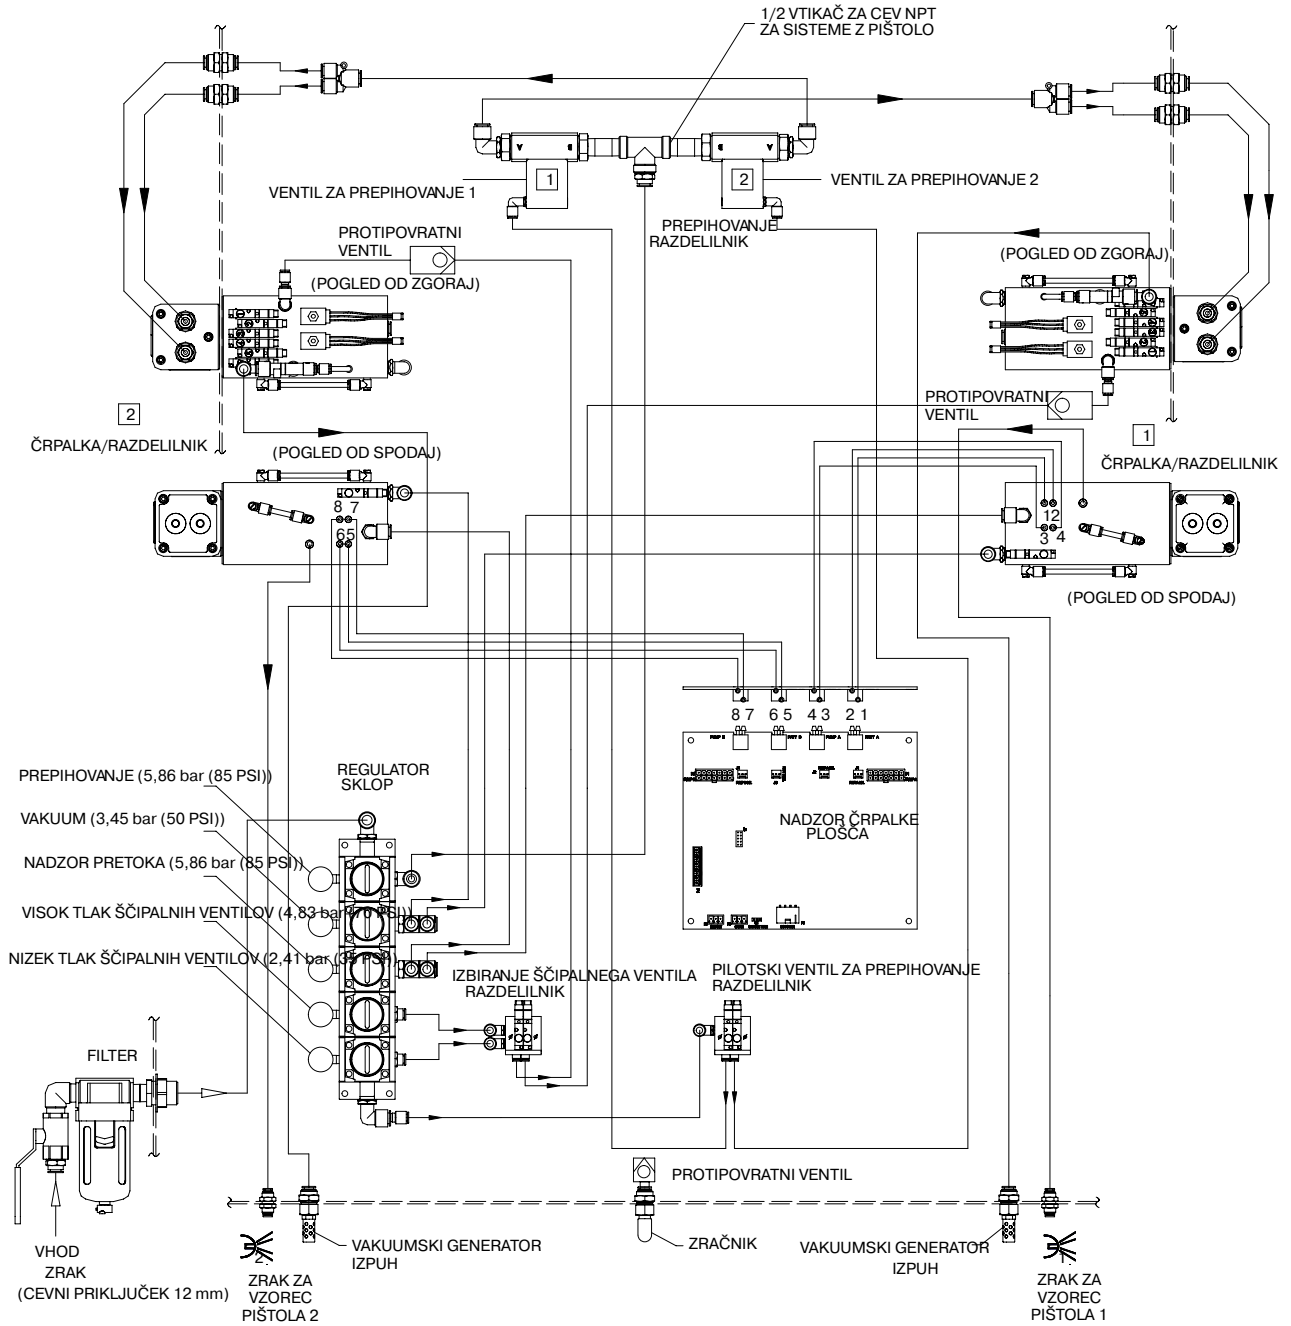 1/2 VTIKAČ ZA CEV NPT
ZA SISTEME Z PIŠTOLO
A B
B A
1
2
VENTIL ZA PREPIHOVANJE 1
VENTIL ZA PREPIHOVANJE 2
PREPIHOVANJE
RAZDELILNIK
PROTIPOVRATNI
VENTIL
(POGLED OD ZGORAJ)
(POGLED OD ZGORAJ)
PROTIPOVRATNI
VENTIL
2
ČRPALKA/RAZDELILNIK
1
ČRPALKA/RAZDELILNIK
(POGLED OD SPODAJ)
8 7
6 5
1 2
3 4
(POGLED OD SPODAJ)
8 7 6 5 4 3 2 1
NADZOR ČRPALKE
PLOŠČA
REGULATOR
SKLOP
PREPIHOVANJE (5,86 bar (85 PSI))
VAKUUM (3,45 bar (50 PSI))
NADZOR PRETOKA (5,86 bar (85 PSI))
VISOK TLAK ŠČIPALNIH VENTILOV (4,83 bar (70 PSI))
NIZEK TLAK ŠČIPALNIH VENTILOV (2,41 bar (35 PSI))
IZBIRANJE ŠČIPALNEGA VENTILA
RAZDELILNIK
PILOTSKI VENTIL ZA PREPIHOVANJE
RAZDELILNIK
FILTER
VHOD
ZRAK
(CEVNI PRIKLJUČEK 12 mm)
PROTIPOVRATNI VENTIL
ZRAČNIK
VAKUUMSKI GENERATOR
IZPUH
VAKUUMSKI GENERATOR
IZPUH
2
ZRAK ZA
VZOREC
PIŠTOLA 2
1
ZRAK ZA
VZOREC
PIŠTOLA 1